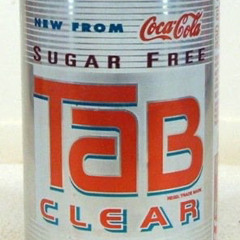 NEW FROM Coca-Cola
SUGAR FREE
TaB
CLEAR